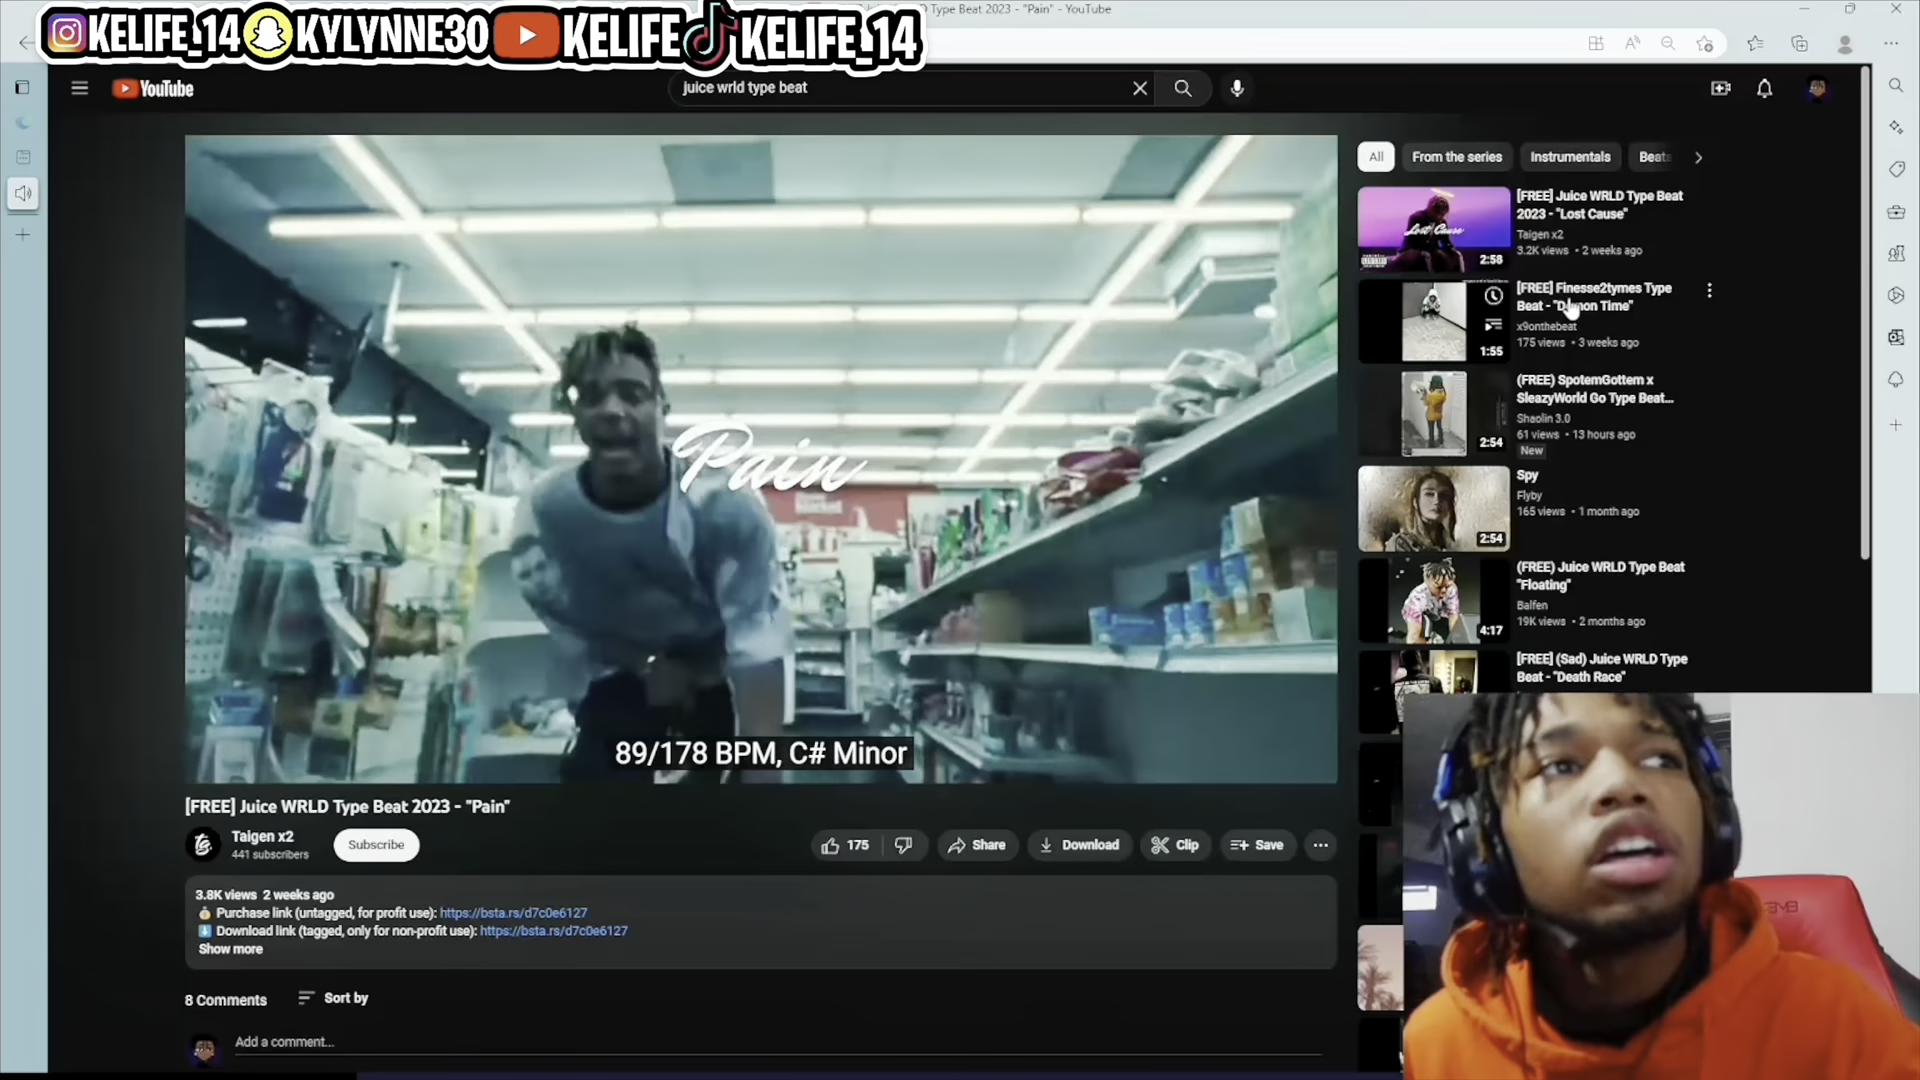 KELIFE_14 KYLYNNE30 KELIFE KELIFE_14
Type Beat 2023 - "Pain" - YouTube
YouTube
juice wrld type beat
Pain
89/178 BPM, C# Minor
[FREE] Juice WRLD Type Beat 2023 - "Pain"
Taigen x2
441 subscribers
Subscribe
175
Share
Download
Clip
Save
3.8K views 2 weeks ago
Purchase link (untagged, for profit use): https://bsta.rs/d7c0e6127
Download link (tagged, only for non-profit use): https://bsta.rs/d7c0e6127
Show more
8 Comments
Sort by
Add a comment...
All
From the series
Instrumentals
Beats
Lost Cause
2:58
[FREE] Juice WRLD Type Beat
2023 - "Lost Cause"
Taigen x2
3.2K views • 2 weeks ago
1:55
[FREE] Finesse2tymes Type
Beat - "Demon Time"
x9onthebeat
175 views • 3 weeks ago
2:54
(FREE) SpotemGottem x
SleazyWorld Go Type Beat...
Shaolin 3.0
61 views • 13 hours ago
New
2:54
Spy
Flyby
165 views • 1 month ago
4:17
(FREE) Juice WRLD Type Beat
"Floating"
Balfen
19K views • 2 months ago
[FREE] (Sad) Juice WRLD Type
Beat - "Death Race"